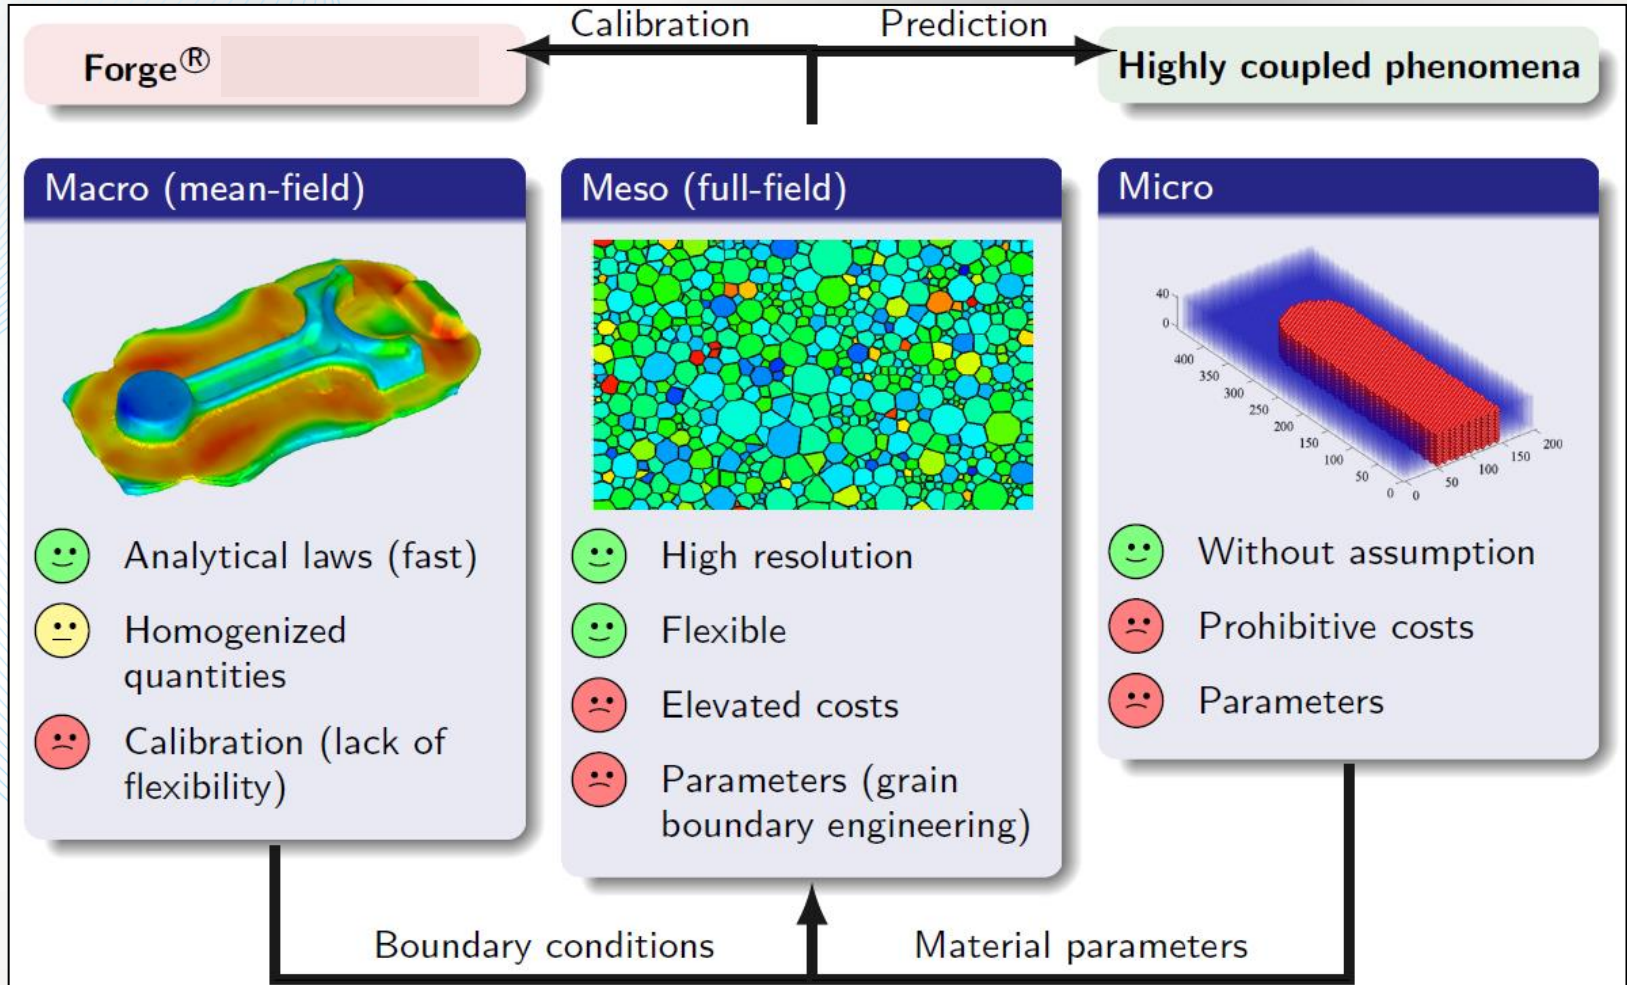 Calibration
Prediction
Forge®
Highly coupled phenomena
Macro (mean-field)
Analytical laws (fast)
Homogenized
quantities
Calibration (lack of
flexibility)
Meso (full-field)
High resolution
Flexible
Elevated costs
Parameters (grain
boundary engineering)
Micro
40
0
400
350
300
250
200
150
100
50
0
0
50
100
150
200
Without assumption
Prohibitive costs
Parameters
Boundary conditions
Material parameters